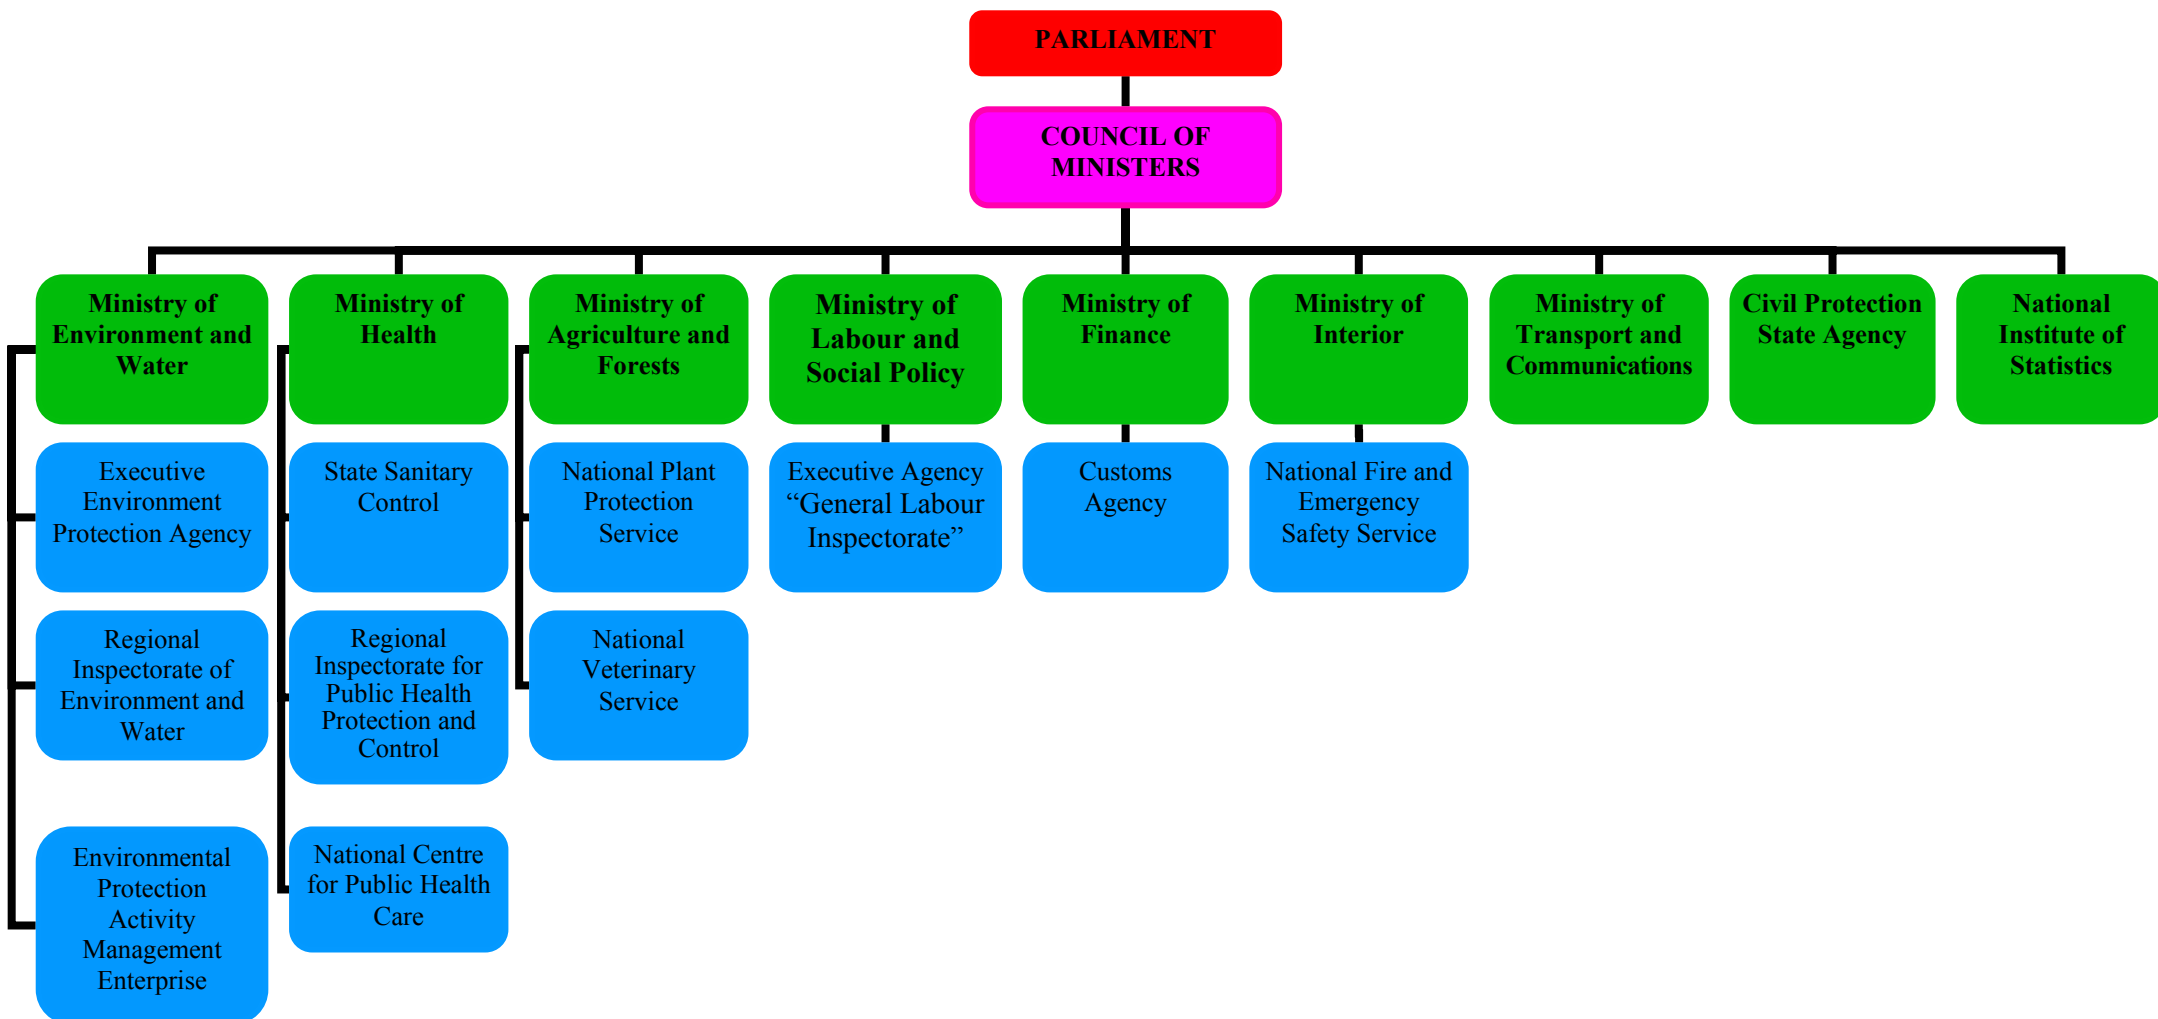 PARLIAMENT
COUNCIL OF
MINISTERS
Ministry of
Environment and
Water
Ministry of
Health
Ministry of
Agriculture and
Forests
Ministry of
Labour and
Social Policy
Ministry of
Finance
Ministry of
Interior
Ministry of
Transport and
Communications
Civil Protection
State Agency
National
Institute of
Statistics
Executive
Environment
Protection Agency
State Sanitary
Control
National Plant
Protection
Service
Executive Agency
“General Labour
Inspectorate”
Customs
Agency
National Fire and
Emergency
Safety Service
Regional
Inspectorate of
Environment and
Water
Regional
Inspectorate for
Public Health
Protection and
Control
National
Veterinary
Service
Environmental
Protection
Activity
Management
Enterprise
National Centre
for Public Health
Care